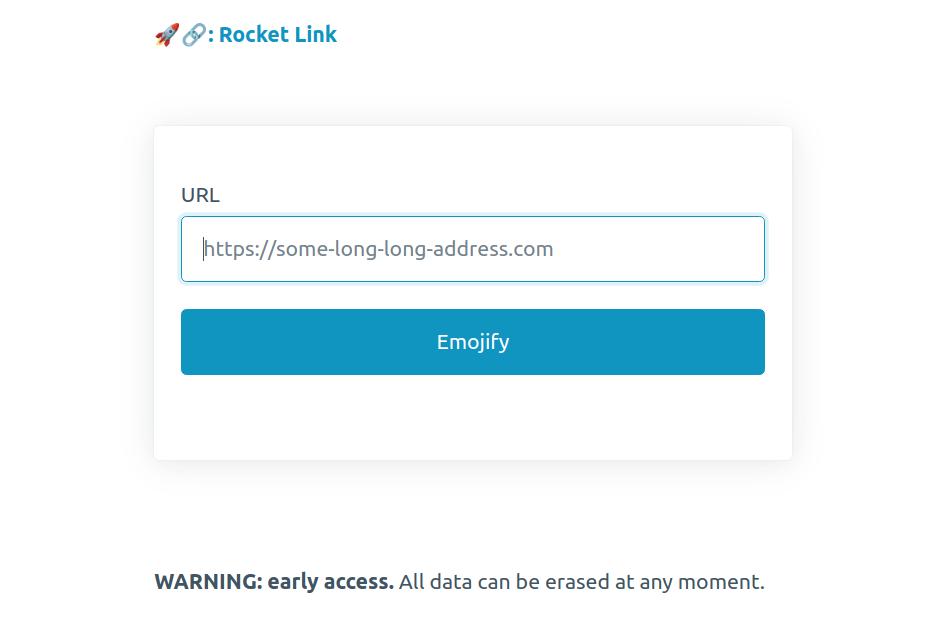 🚀🔗: Rocket Link
URL
https://some-long-long-address.com
Emojify
WARNING: early access. All data can be erased at any moment.